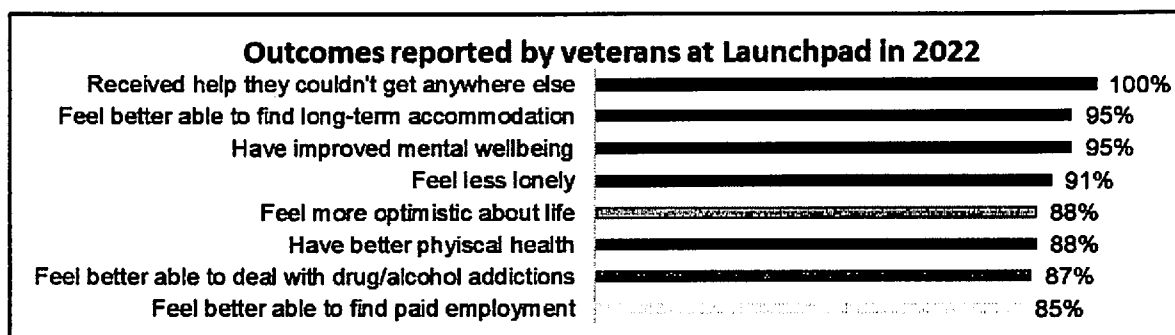 Outcomes reported by veterans at Launchpad in 2022
Received help they couldn't get anywhere else 100%
Feel better able to find long-term accommodation 95%
Have improved mental wellbeing 95%
Feel less lonely 91%
Feel more optimistic about life 88%
Have better phyiscal health 88%
Feel better able to deal with drug/alcohol addictions 87%
Feel better able to find paid employment 85%